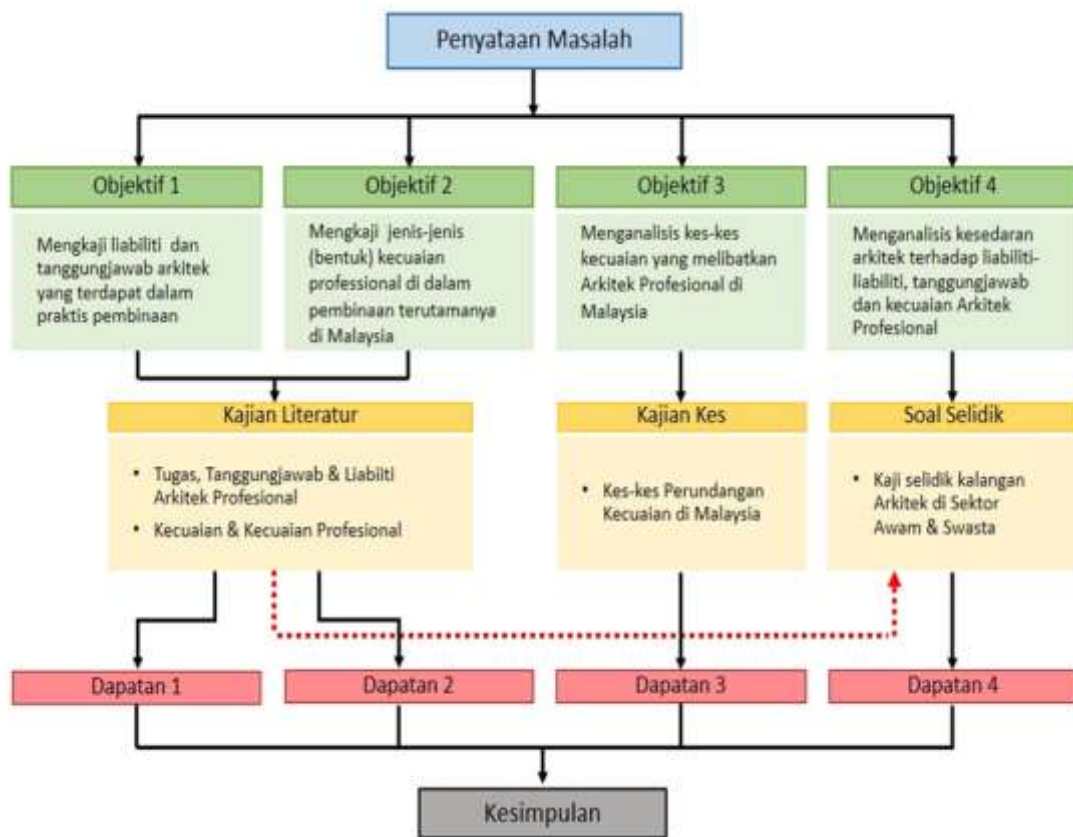 Penyataan Masalah
Objektif 1
Mengkaji liabiliti dan
tanggungjawab arkitek
yang terdapat dalam
praktis pembinaan
Objektif 2
Mengkaji jenis-jenis
(bentuk) kecuaian
professional di dalam
pembinaan terutamanya
di Malaysia
Objektif 3
Menganalisis kes-kes
kecuaian yang melibatkan
Arkitek Profesional di
Malaysia
Objektif 4
Menganalisis kesedaran
arkitek terhadap liabiliti-
liabiliti, tanggungjawab
dan kecuaian Arkitek
Profesional
Kajian Literatur
• Tugas, Tanggungjawab & Liabiiti
Arkitek Profesional
• Kecuaian & Kecuaian Profesional
Kajian Kes
• Kes-kes Perundangan
Kecuaian di Malaysia
Soal Selidik
• Kaji selidik kalangan
Arkitek di Sektor
Awam & Swasta
Dapatan 1
Dapatan 2
Dapatan 3
Dapatan 4
Kesimpulan